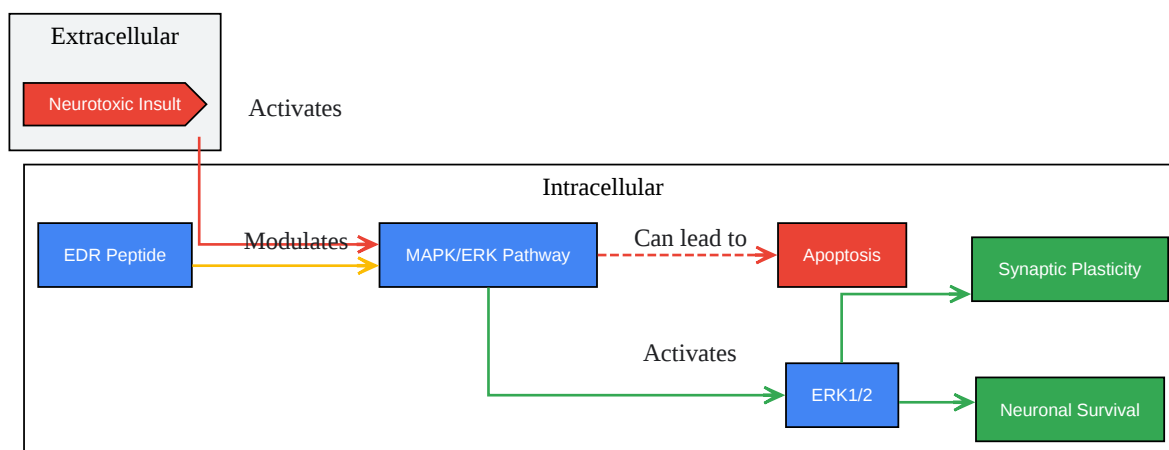 Extracellular
Neurotoxic Insult
Activates
Intracellular
EDR Peptide
Modulates
MAPK/ERK Pathway
Can lead to
Apoptosis
Synaptic Plasticity
Activates
ERK1/2
Neuronal Survival